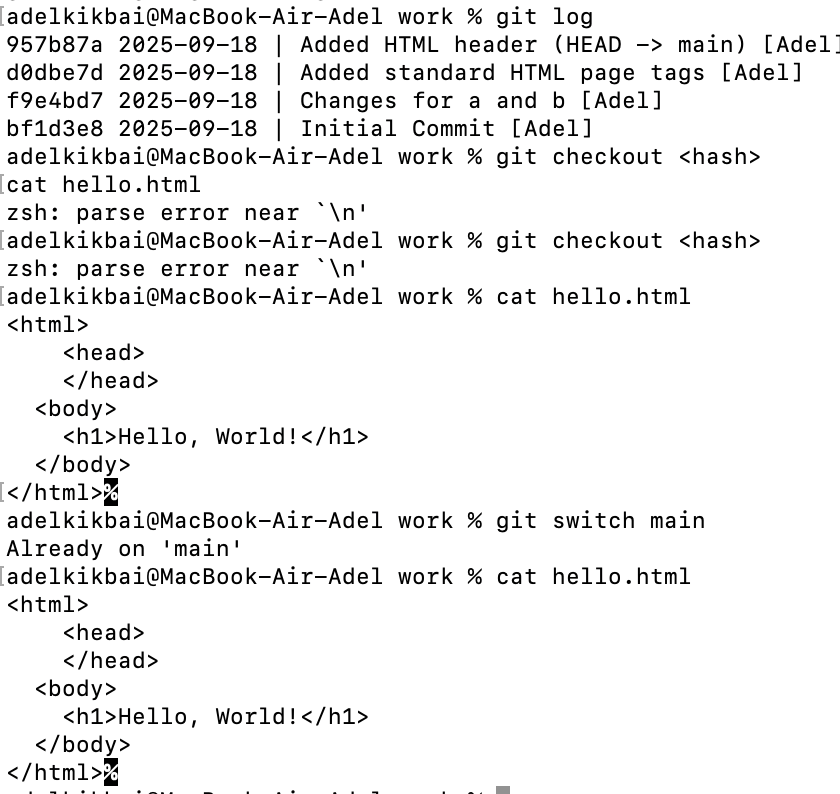 [adelkikbai@MacBook-Air-Adel work % git log
957b87a 2025-09-18 | Added HTML header (HEAD -> main) [Adel]
d0dbe7d 2025-09-18 | Added standard HTML page tags [Adel]
f9e4bd7 2025-09-18 | Changes for a and b [Adel]
bf1d3e8 2025-09-18 | Initial Commit [Adel]
adelkikbai@MacBook-Air-Adel work % git checkout <hash>
[cat hello.html
zsh: parse error near `\n'
[adelkikbai@MacBook-Air-Adel work % git checkout <hash>
zsh: parse error near `\n'
[adelkikbai@MacBook-Air-Adel work % cat hello.html
<html>
    <head>
    </head>
  <body>
    <h1>Hello, World!</h1>
  </body>
[</html>%
adelkikbai@MacBook-Air-Adel work % git switch main
Already on 'main'
[adelkikbai@MacBook-Air-Adel work % cat hello.html
<html>
    <head>
    </head>
  <body>
    <h1>Hello, World!</h1>
  </body>
</html>%